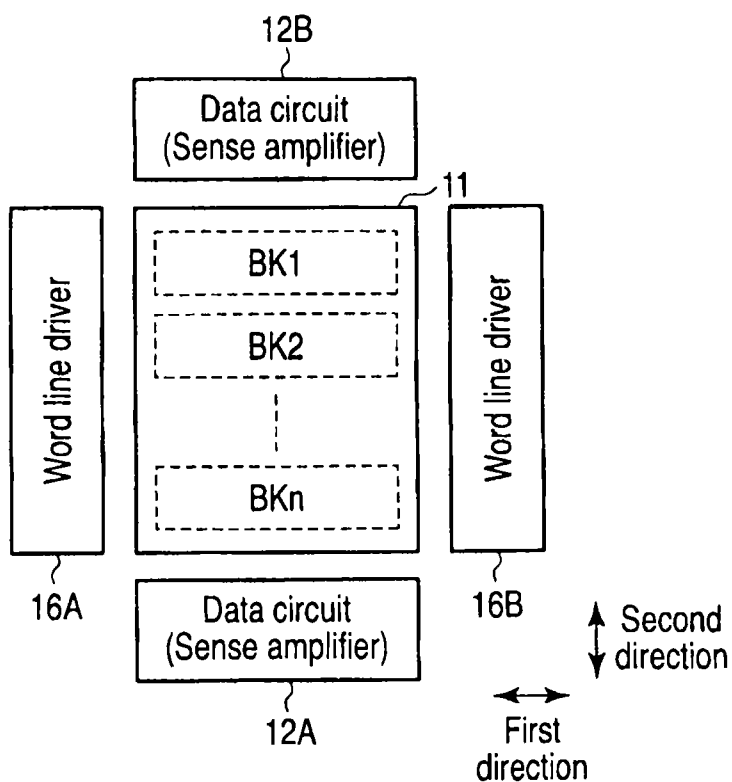 12B
Data circuit
(Sense amplifier)
11
Word line driver
BK1
BK2
BKn
Word line driver
16A
16B
Data circuit
(Sense amplifier)
12A
Second
direction
First
direction